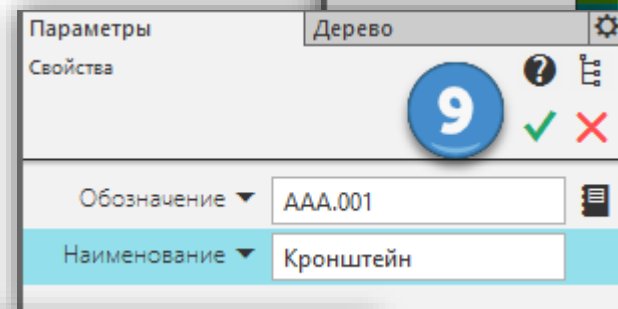 Параметры Дерево
Свойства
9
Обозначение ААА.001
Наименование Кронштейн